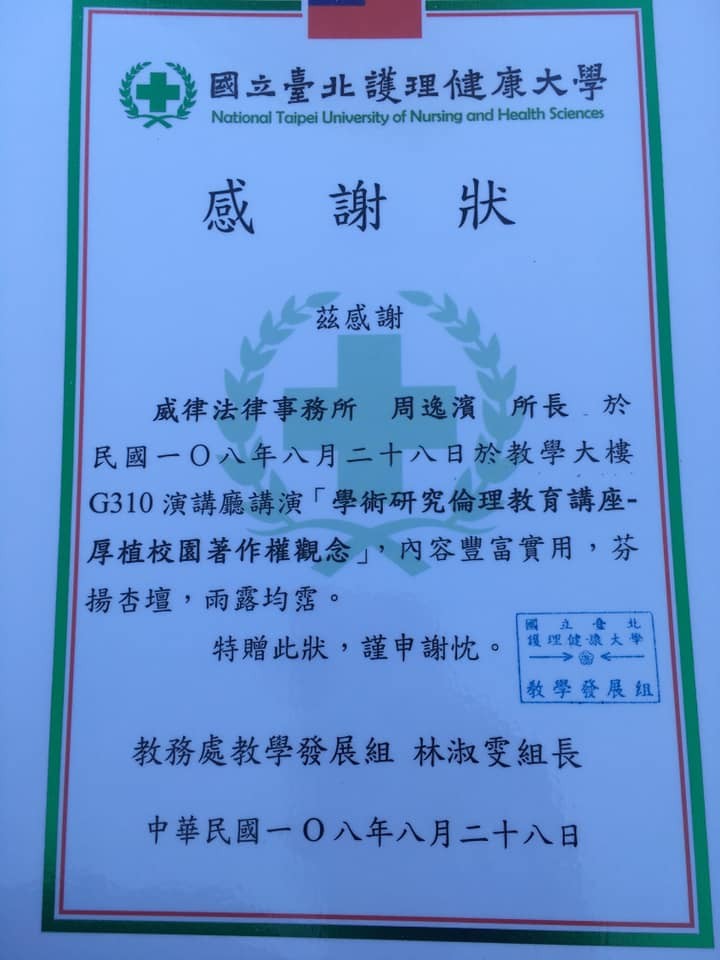 國立臺北護理健康大學
National Taipei University of Nursing and Health Sciences
感謝狀
茲感謝
威律法律事務所 周逸濱 所長 於
民國一〇八年八月二十八日於教學大樓
G310 演講廳講演「學術研究倫理教育講座-
厚植校園著作權觀念」，內容豐富實用，芬
揚杏壇，雨露均霑。
特贈此狀，謹申謝忱。
國立臺北
護理健康大學
教學發展組
教務處教學發展組 林淑雯組長
中華民國一〇八年八月二十八日